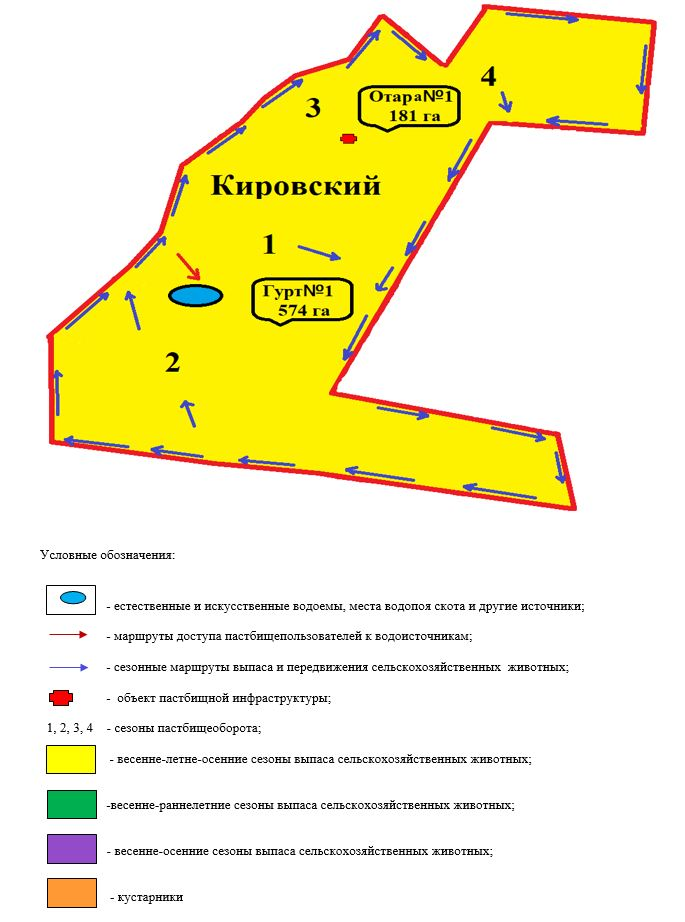 4
Отара№1
181 га
3
Кировский
1
Гурт№1
574 га
2
Условные обозначения:
- естественные и искусственные водоемы, места водопоя скота и другие источники;
- маршруты доступа пастбищепользователей к водоисточникам;
- сезонные маршруты выпаса и передвижения сельскохозяйственных животных;
- объект пастбищной инфраструктуры;
1, 2, 3, 4 - сезоны пастбищеоборота;
- весенне-летне-осенние сезоны выпаса сельскохозяйственных животных;
-весенне-раннелетние сезоны выпаса сельскохозяйственных животных;
- весенне-осенние сезоны выпаса сельскохозяйственных животных;
- кустарники